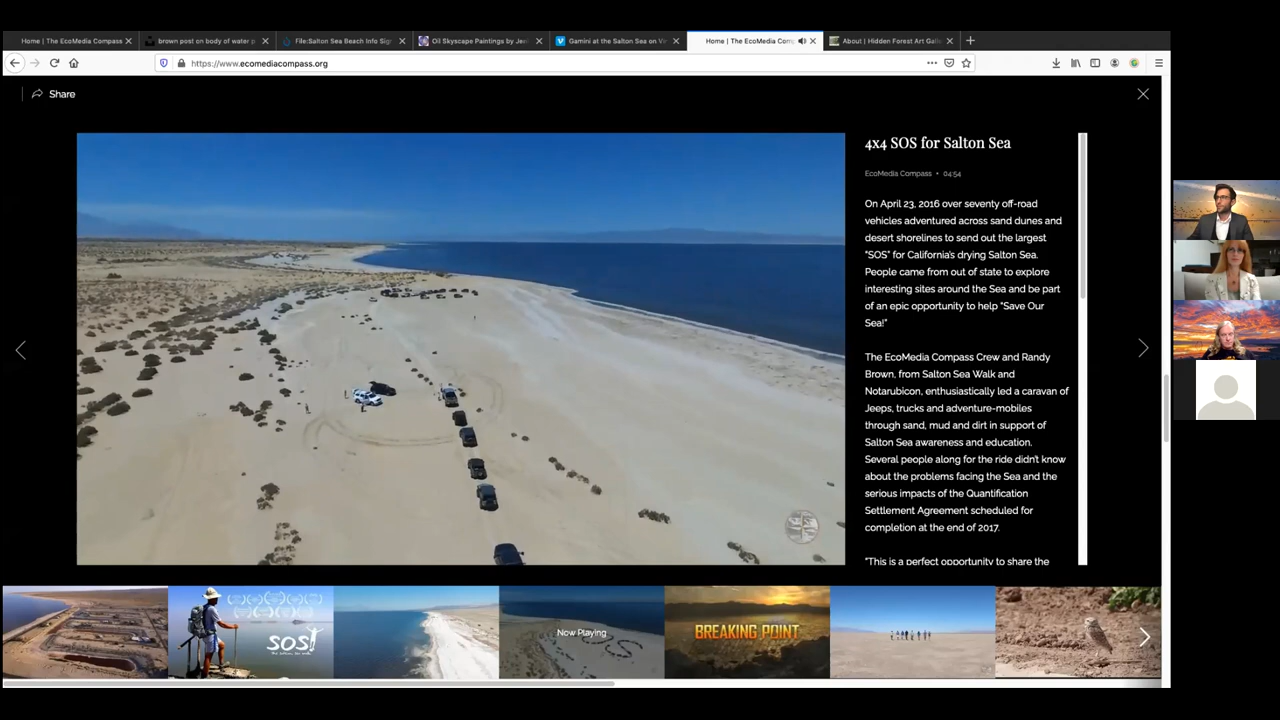 Home | The EcoMedia Compass
brown post on body of water p
File:Salton Sea Beach Info Sig
Oil Skyscape Paintings by Jen
Gamini at the Salton Sea on Vi
Home | The EcoMedia Com
About | Hidden Forest Art Gall
https://www.ecomediacompass.org
Share
4x4 SOS for Salton Sea
EcoMedia Compass • 04:54
On April 23, 2016 over seventy off-road
vehicles adventured across sand dunes and
desert shorelines to send out the largest
"SOS" for California's drying Salton Sea.
People came from out of state to explore
interesting sites around the Sea and be part
of an epic opportunity to help "Save Our
Sea!"
The EcoMedia Compass Crew and Randy
Brown, from Salton Sea Walk and
Notarubicon, enthusiastically led a caravan of
Jeeps, trucks and adventure-mobiles
through sand, mud and dirt in support of
Salton Sea awareness and education.
Several people along for the ride didn't know
about the problems facing the Sea and the
serious impacts of the Quantification
Settlement Agreement scheduled for
completion at the end of 2017.
"This is a perfect opportunity to share the
SOS!
Now Playing
BREAKING POINT